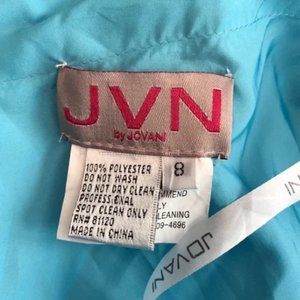 JVN
by JOVANI
100% POLYESTER
DO NOT WASH
DO NOT DRY CLEAN
PROFESSIONAL
SPOT CLEAN ONLY
RN# 81120
MADE IN CHINA
8
MMEND
LY
LEANING
09-4696
JOVANI